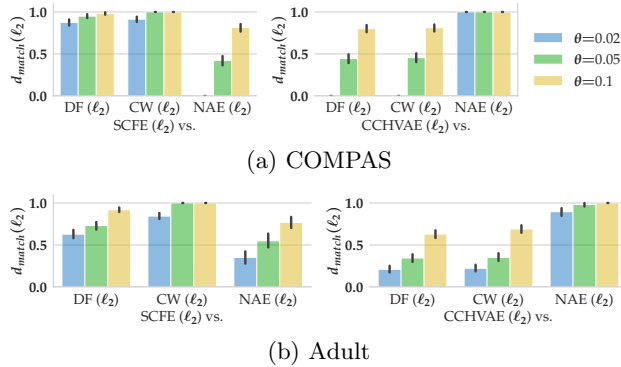 d_match(ℓ₂)
1.0
0.5
0.0
DF (ℓ₂) CW (ℓ₂) NAE (ℓ₂)
SCFE (ℓ₂) vs.
d_match(ℓ₂)
1.0
0.5
0.0
DF (ℓ₂) CW (ℓ₂) NAE (ℓ₂)
CCHVAE (ℓ₂) vs.
θ=0.02
θ=0.05
θ=0.1
(a) COMPAS
d_match(ℓ₂)
1.0
0.5
0.0
DF (ℓ₂) CW (ℓ₂) NAE (ℓ₂)
SCFE (ℓ₂) vs.
d_match(ℓ₂)
1.0
0.5
0.0
DF (ℓ₂) CW (ℓ₂) NAE (ℓ₂)
CCHVAE (ℓ₂) vs.
(b) Adult